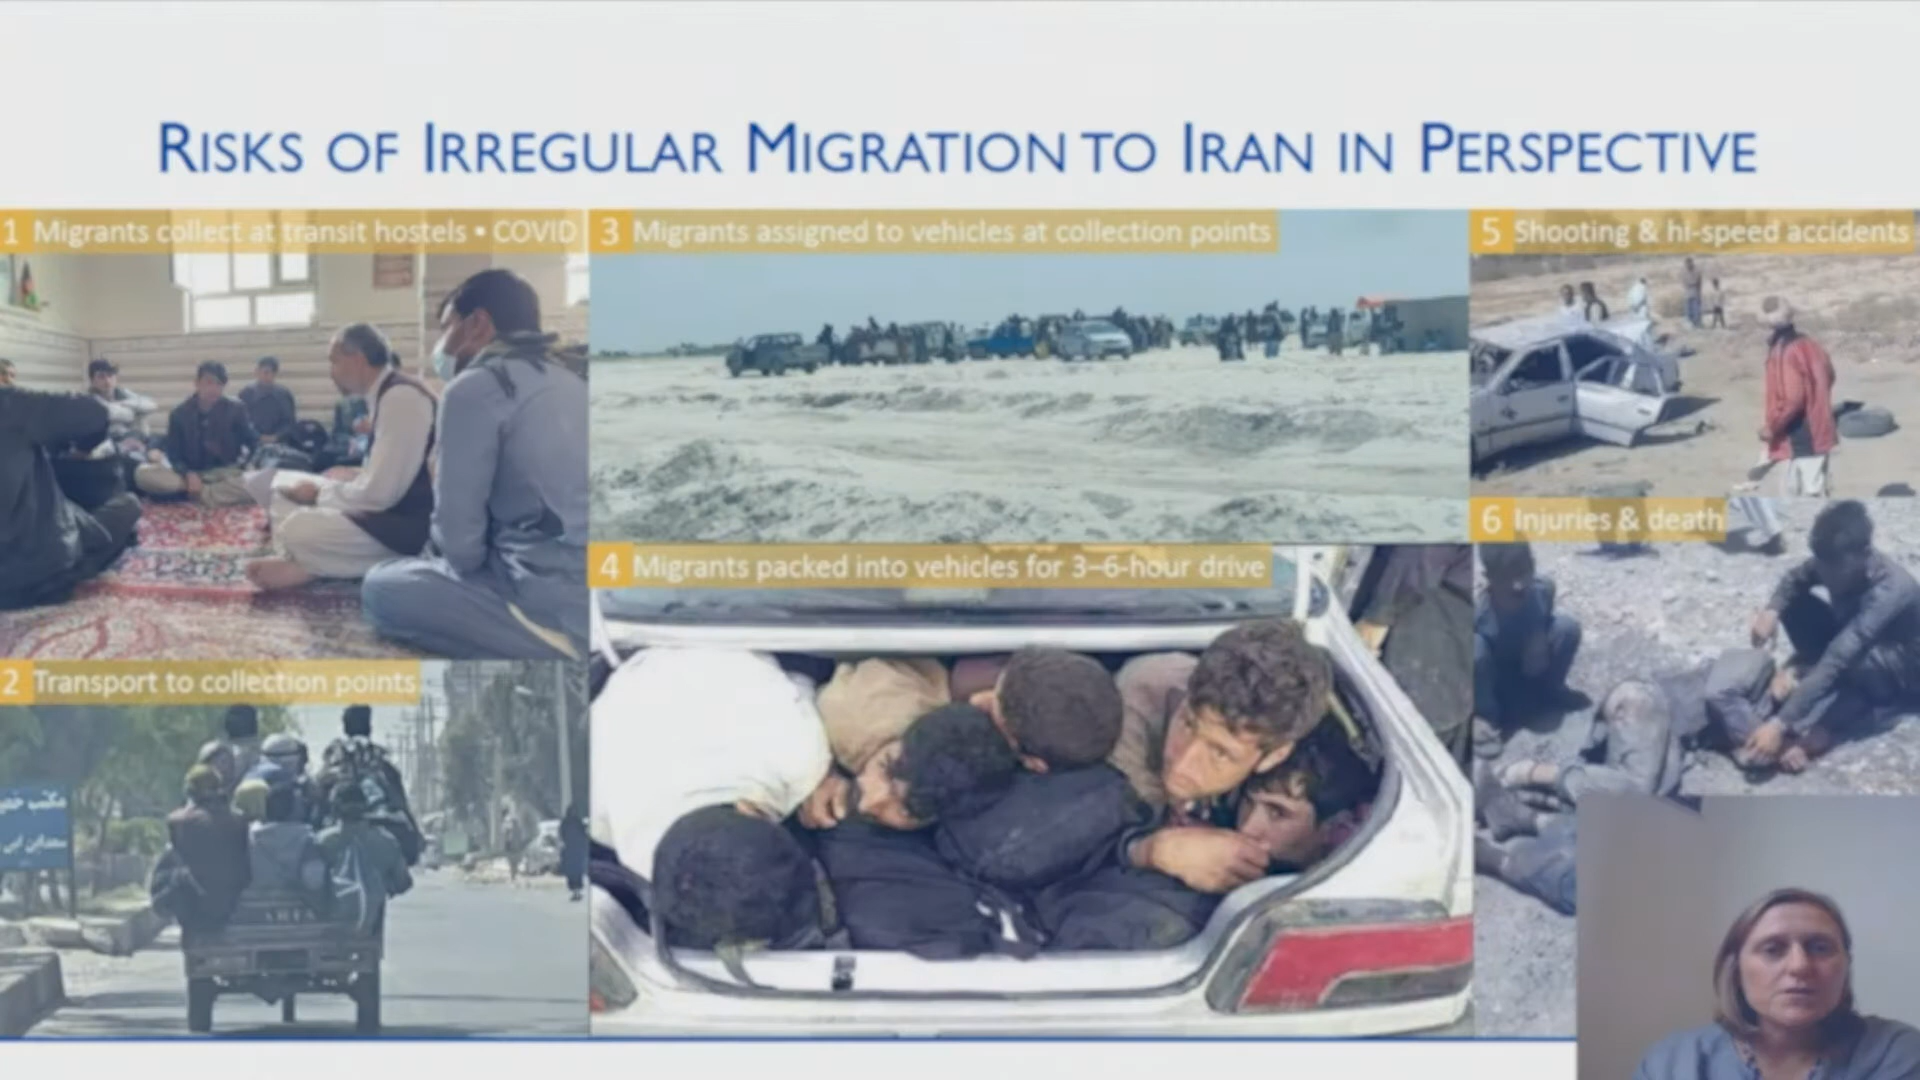 RISKS OF IRREGULAR MIGRATION TO IRAN IN PERSPECTIVE
1 Migrants collect at transit hostels ▪ COVID
2 Transport to collection points
3 Migrants assigned to vehicles at collection points
4 Migrants packed into vehicles for 3–6-hour drive
5 Shooting & hi-speed accidents
6 Injuries & death
ARIA
مکتب